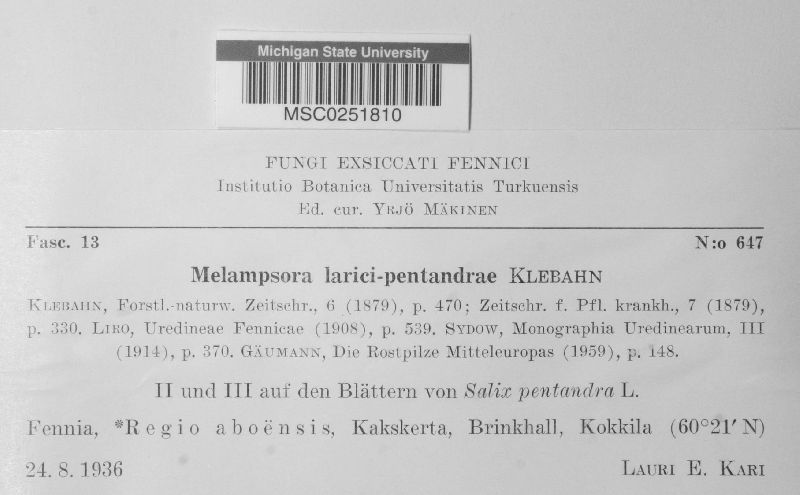 Michigan State University
MSC0251810
FUNGI EXSICCATI FENNICI
Institutio Botanica Universitatis Turkuensis
Ed. cur. YRJÖ MÄKINEN
Fasc. 13 N:o 647
Melampsora larici-pentandrae KLEBAHN
KLEBAHN, Forstl.-naturw. Zeitschr., 6 (1879), p. 470; Zeitschr. f. Pfl. krankh., 7 (1879),
p. 330. LIRO, Uredineae Fennicae (1908), p. 539. SYDOW, Monographia Uredinearum, III
(1914), p. 370. GÄUMANN, Die Rostpilze Mitteleuropas (1959), p. 148.
II und III auf den Blättern von Salix pentandra L.
Fennia, *Regio aboënsis, Kakskerta, Brinkhall, Kokkila (60°21′ N)
24. 8. 1936 LAURI E. KARI